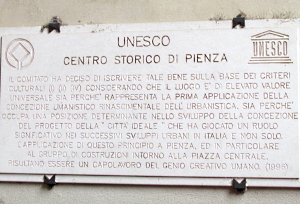 UNESCO
CENTRO STORICO DI PIENZA
UNESCO
IL COMITATO HA DECISO DI ISCRIVERE TALE BENE SULLA BASE DEI CRITERI
CULTURALI (I) (II) (IV) CONSIDERANDO CHE IL LUOGO E' DI ELEVATO VALORE
UNIVERSALE SIA PERCHE' RAPPRESENTA LA PRIMA APPLICAZIONE DELLA
CONCEZIONE UMANISTICO RINASCIMENTALE DELL'URBANISTICA, SIA PERCHE'
OCCUPA UNA POSIZIONE DETERMINANTE NELLO SVILUPPO DELLA CONCEZIONE
DEL PROGETTO DELLA "CITTA' IDEALE" CHE HA GIOCATO UN RUOLO
SIGNIFICATIVO NEI SUCCESSIVI SVILUPPI URBANI IN ITALIA E NON SOLO.
L'APPLICAZIONE DI QUESTO PRINCIPIO A PIENZA, ED IN PARTICOLARE
AL GRUPPO DI COSTRUZIONI INTORNO ALLA PIAZZA CENTRALE,
RISULTANO ESSERE UN CAPOLAVORO DEL GENIO CREATIVO UMANO. (1996).